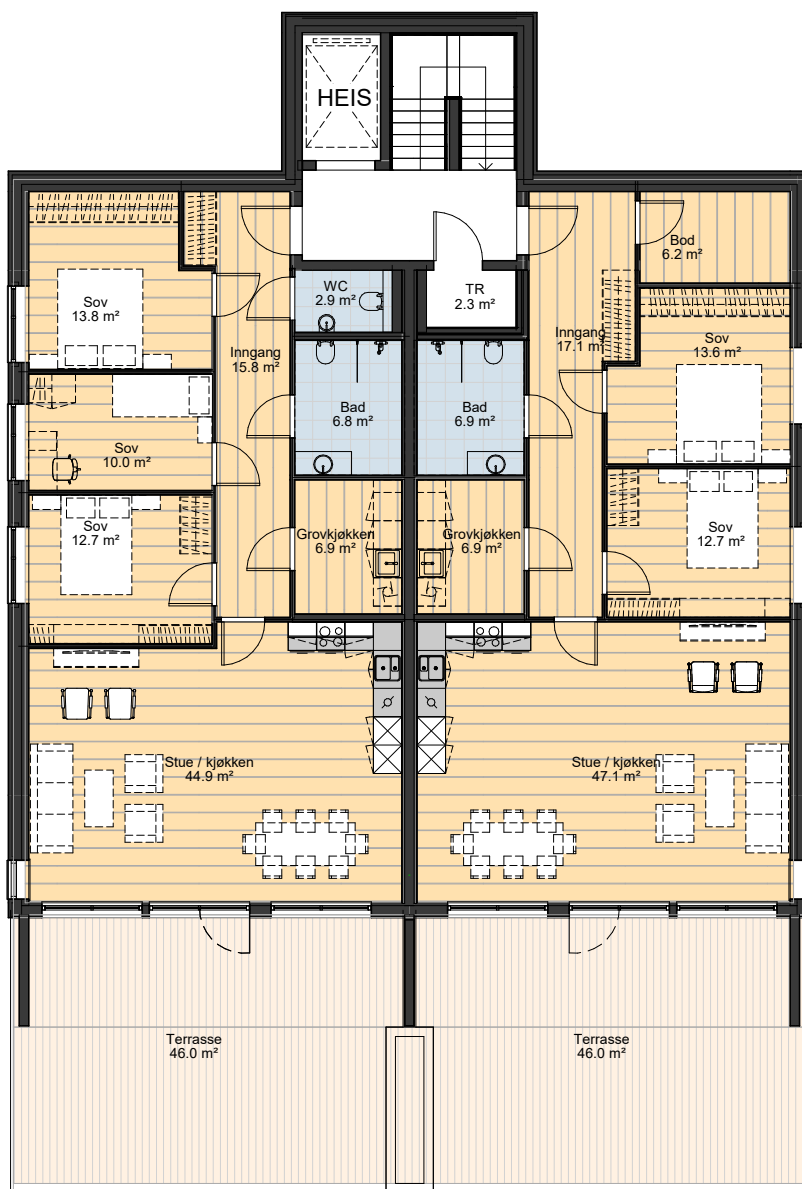 HEIS
WC
2.9 m²
TR
2.3 m²
Bod
6.2 m²
Sov
13.8 m²
Inngang
15.8 m²
Inngang
17.1 m²
Sov
13.6 m²
Bad
6.8 m²
Bad
6.9 m²
Sov
10.0 m²
Sov
12.7 m²
Grovkjøkken
6.9 m²
Grovkjøkken
6.9 m²
Sov
12.7 m²
Stue / kjøkken
44.9 m²
Stue / kjøkken
47.1 m²
Terrasse
46.0 m²
Terrasse
46.0 m²